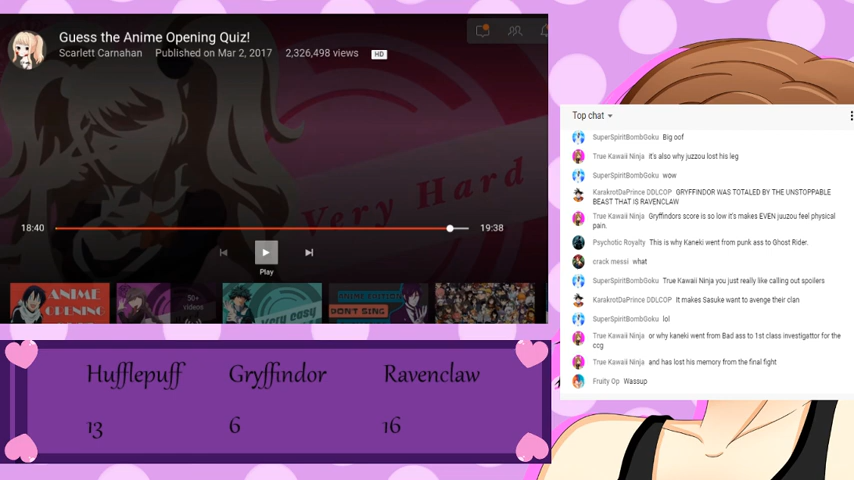 Guess the Anime Opening Quiz!
Scarlett Carnahan Published on Mar 2, 2017 2,326,498 views HD
Very Hard
18:40
19:38
Play
ANIME
OPENING
50+
videos
Very easy
ANIME EDITION
DON'T SING
Hufflepuff Gryffindor Ravenclaw
13 6 16
Top chat
SuperSpiritBombGoku Big oof
True Kawaii Ninja it's also why juzzou lost his leg
SuperSpiritBombGoku wow
KarakrotDaPrince DDLCOP GRYFFINDOR WAS TOTALED BY THE UNSTOPPABLE
BEAST THAT IS RAVENCLAW
True Kawaii Ninja Gryffindors score is so low it's makes EVEN juuzou feel physical
pain.
Psychotic Royalty This is why Kaneki went from punk ass to Ghost Rider.
crack messi what
SuperSpiritBombGoku True Kawaii Ninja you just really like calling out spoilers
KarakrotDaPrince DDLCOP It makes Sasuke want to avenge their clan
SuperSpiritBombGoku lol
True Kawaii Ninja or why kaneki went from Bad ass to 1st class investigattor for the
ccg
True Kawaii Ninja and has lost his memory from the final fight
Fruity Op Wassup